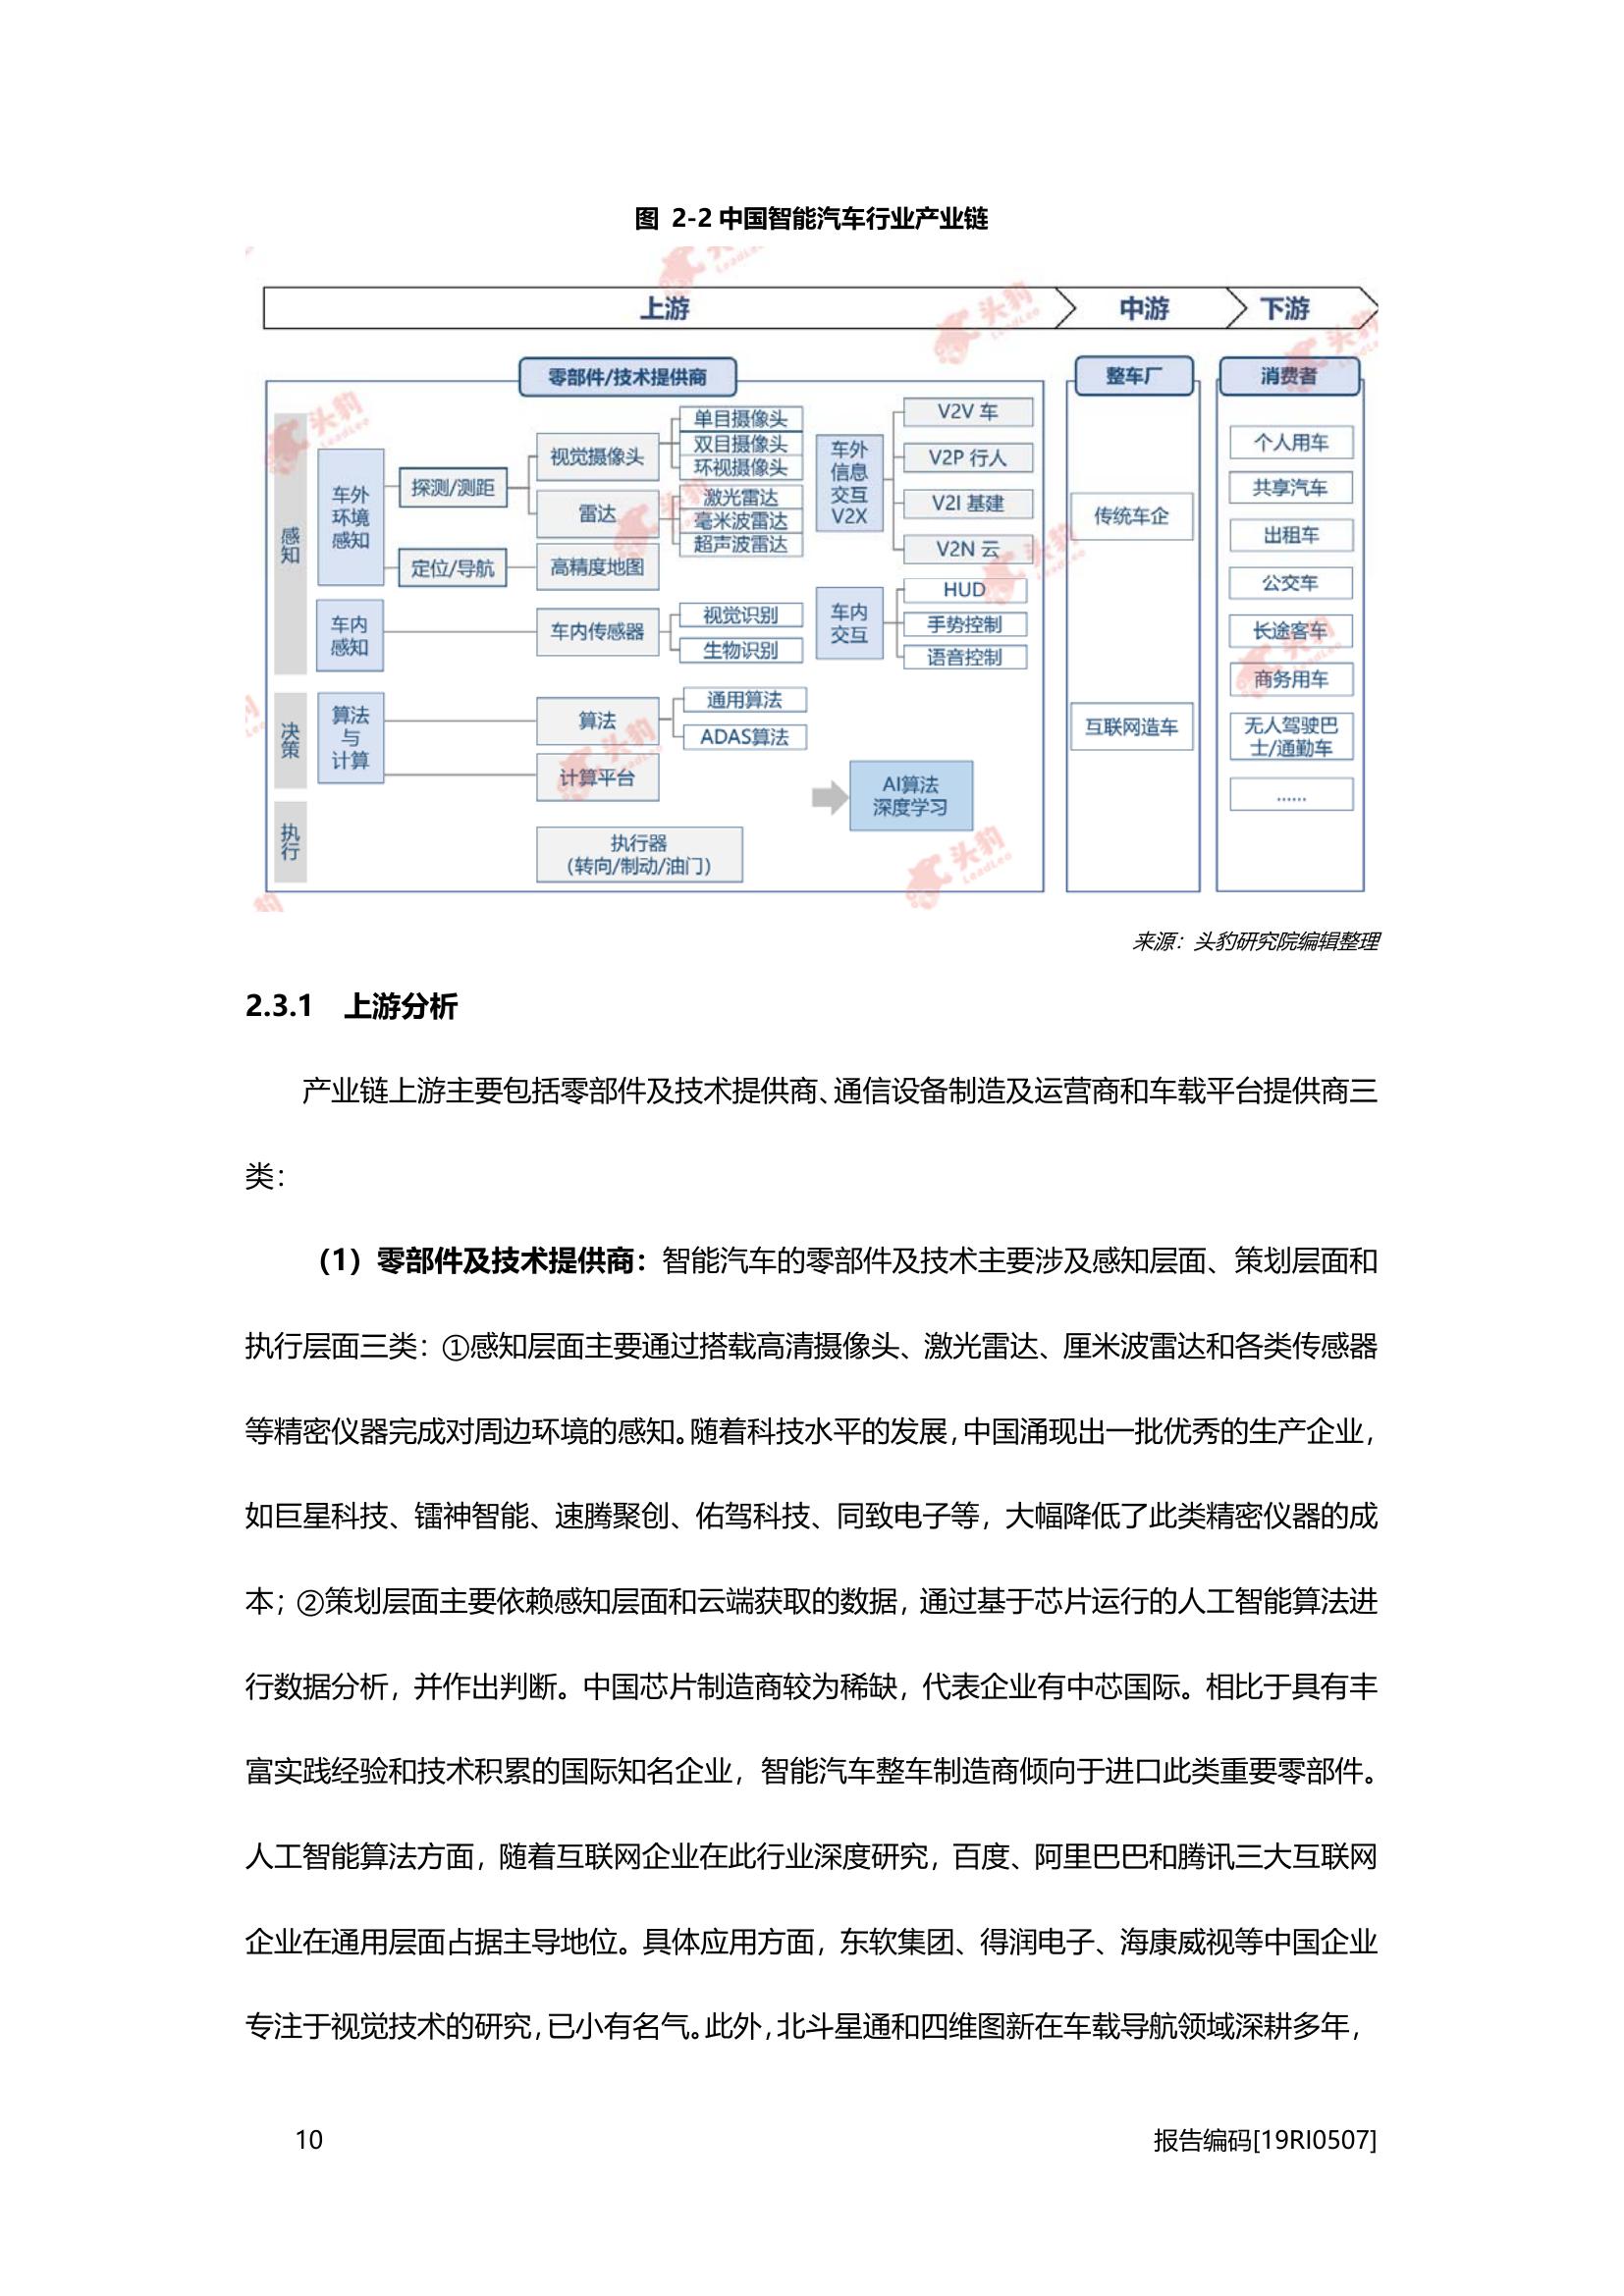 图 2-2 中国智能汽车行业产业链
上游
中游
下游
零部件/技术提供商
整车厂
消费者
感知
车外
环境
感知
探测/测距
视觉摄像头
单目摄像头
双目摄像头
环视摄像头
雷达
激光雷达
毫米波雷达
超声波雷达
定位/导航
高精度地图
车内
感知
车内传感器
视觉识别
生物识别
车外
信息
交互
V2X
V2V 车
V2P 行人
V2I 基建
V2N 云
车内
交互
HUD
手势控制
语音控制
决策
算法
与
计算
算法
通用算法
ADAS算法
计算平台
AI算法
深度学习
执行
执行器
(转向/制动/油门)
传统车企
互联网造车
个人用车
共享汽车
出租车
公交车
长途客车
商务用车
无人驾驶巴
士/通勤车
......
头豹
LeadLeo
来源：头豹研究院编辑整理
2.3.1 上游分析
产业链上游主要包括零部件及技术提供商、通信设备制造及运营商和车载平台提供商三
类：
（1）零部件及技术提供商：智能汽车的零部件及技术主要涉及感知层面、策划层面和
执行层面三类：①感知层面主要通过搭载高清摄像头、激光雷达、厘米波雷达和各类传感器
等精密仪器完成对周边环境的感知。随着科技水平的发展，中国涌现出一批优秀的生产企业，
如巨星科技、镭神智能、速腾聚创、佑驾科技、同致电子等，大幅降低了此类精密仪器的成
本；②策划层面主要依赖感知层面和云端获取的数据，通过基于芯片运行的人工智能算法进
行数据分析，并作出判断。中国芯片制造商较为稀缺，代表企业有中芯国际。相比于具有丰
富实践经验和技术积累的国际知名企业，智能汽车整车制造商倾向于进口此类重要零部件。
人工智能算法方面，随着互联网企业在此行业深度研究，百度、阿里巴巴和腾讯三大互联网
企业在通用层面占据主导地位。具体应用方面，东软集团、得润电子、海康威视等中国企业
专注于视觉技术的研究，已小有名气。此外，北斗星通和四维图新在车载导航领域深耕多年，
10
报告编码[19RI0507]